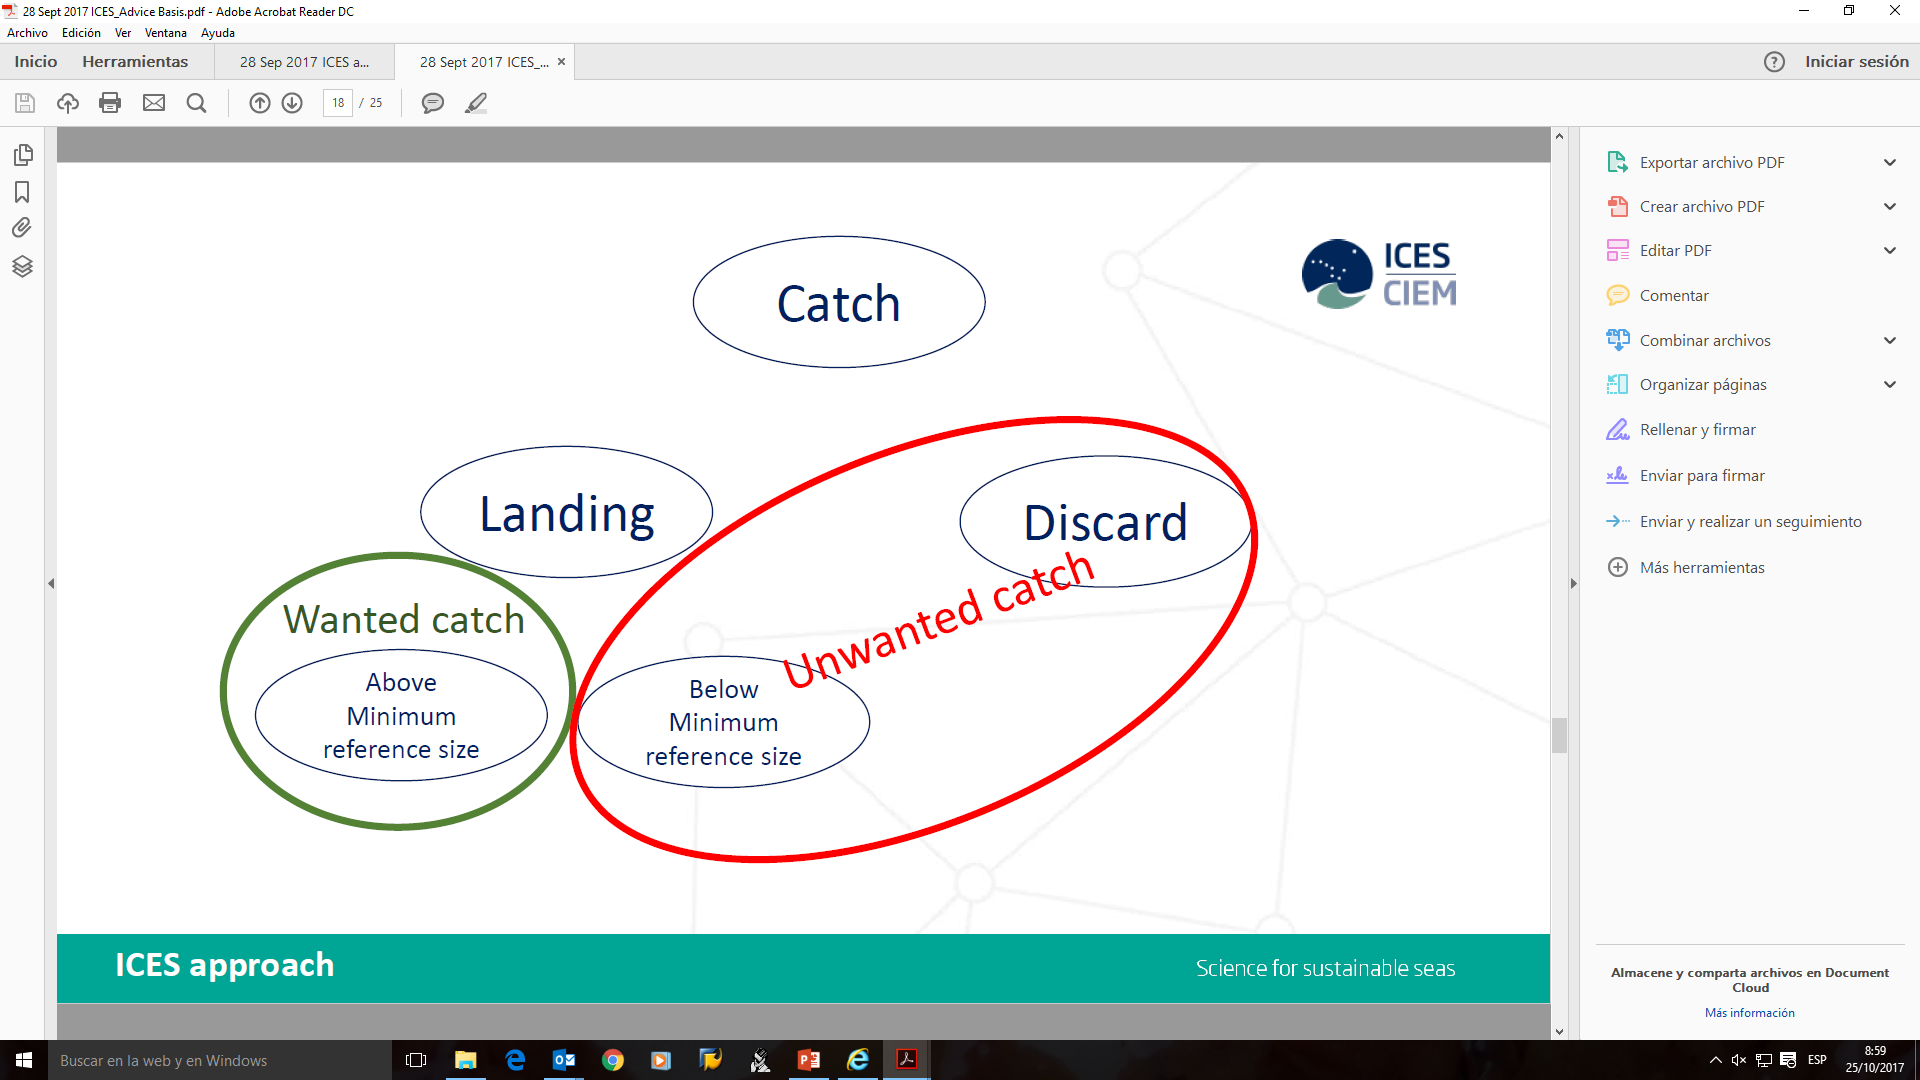 28 Sept 2017 ICES_Advice Basis.pdf - Adobe Acrobat Reader DC
Archivo Edición Ver Ventana Ayuda
Inicio Herramientas 28 Sep 2017 ICES a... 28 Sept 2017 ICES_... × Iniciar sesión
18 / 25
Catch
ICES
CIEM
Landing
Discard
Unwanted catch
Wanted catch
Above
Minimum
reference size
Below
Minimum
reference size
ICES approach
Science for sustainable seas
Exportar archivo PDF
Crear archivo PDF
Editar PDF
Comentar
Combinar archivos
Organizar páginas
Rellenar y firmar
Enviar para firmar
Enviar y realizar un seguimiento
Más herramientas
Almacene y comparta archivos en Document
Cloud
Más información
Buscar en la web y en Windows
ESP
8:59
25/10/2017